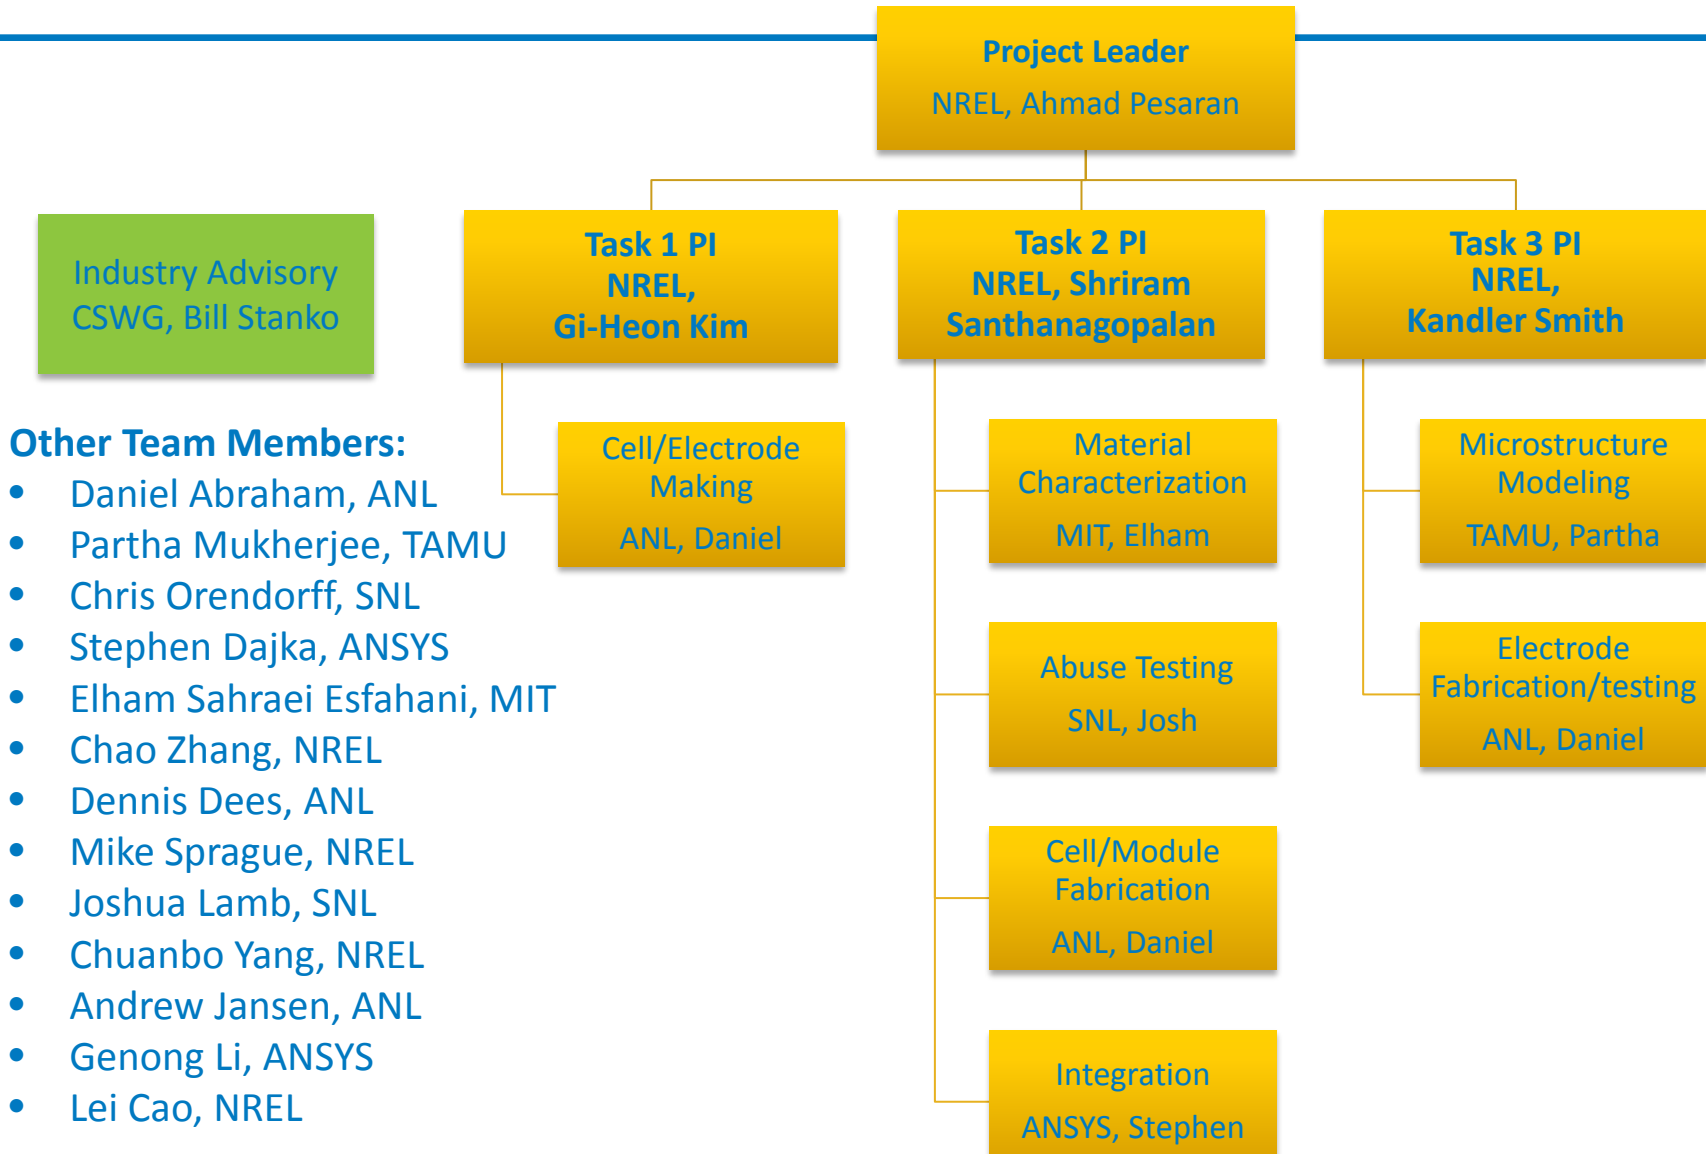 Project Leader
NREL, Ahmad Pesaran
Industry Advisory
CSWG, Bill Stanko
Task 1 PI
NREL,
Gi-Heon Kim
Task 2 PI
NREL, Shriram
Santhanagopalan
Task 3 PI
NREL,
Kandler Smith
Other Team Members:
• Daniel Abraham, ANL
• Partha Mukherjee, TAMU
• Chris Orendorff, SNL
• Stephen Dajka, ANSYS
• Elham Sahraei Esfahani, MIT
• Chao Zhang, NREL
• Dennis Dees, ANL
• Mike Sprague, NREL
• Joshua Lamb, SNL
• Chuanbo Yang, NREL
• Andrew Jansen, ANL
• Genong Li, ANSYS
• Lei Cao, NREL
Cell/Electrode
Making
ANL, Daniel
Material
Characterization
MIT, Elham
Abuse Testing
SNL, Josh
Cell/Module
Fabrication
ANL, Daniel
Integration
ANSYS, Stephen
Microstructure
Modeling
TAMU, Partha
Electrode
Fabrication/testing
ANL, Daniel